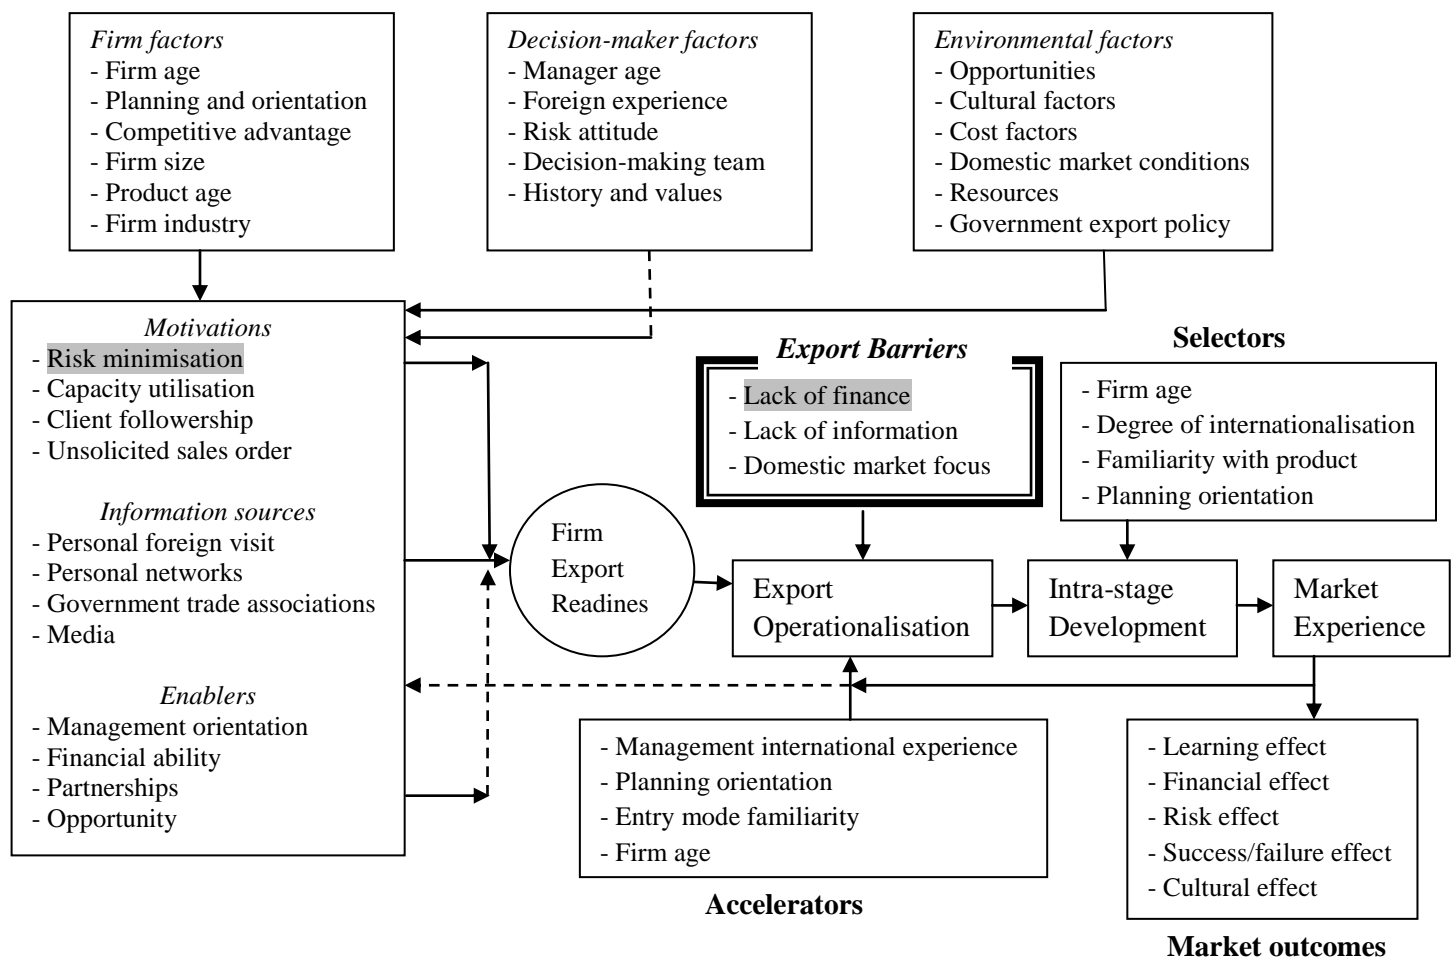 Firm factors
- Firm age
- Planning and orientation
- Competitive advantage
- Firm size
- Product age
- Firm industry
Decision-maker factors
- Manager age
- Foreign experience
- Risk attitude
- Decision-making team
- History and values
Environmental factors
- Opportunities
- Cultural factors
- Cost factors
- Domestic market conditions
- Resources
- Government export policy
Motivations
- Risk minimisation
- Capacity utilisation
- Client followership
- Unsolicited sales order
Information sources
- Personal foreign visit
- Personal networks
- Government trade associations
- Media
Enablers
- Management orientation
- Financial ability
- Partnerships
- Opportunity
Firm
Export
Readines
Export Barriers
- Lack of finance
- Lack of information
- Domestic market focus
Selectors
- Firm age
- Degree of internationalisation
- Familiarity with product
- Planning orientation
Export
Operationalisation
Intra-stage
Development
Market
Experience
- Management international experience
- Planning orientation
- Entry mode familiarity
- Firm age
Accelerators
- Learning effect
- Financial effect
- Risk effect
- Success/failure effect
- Cultural effect
Market outcomes